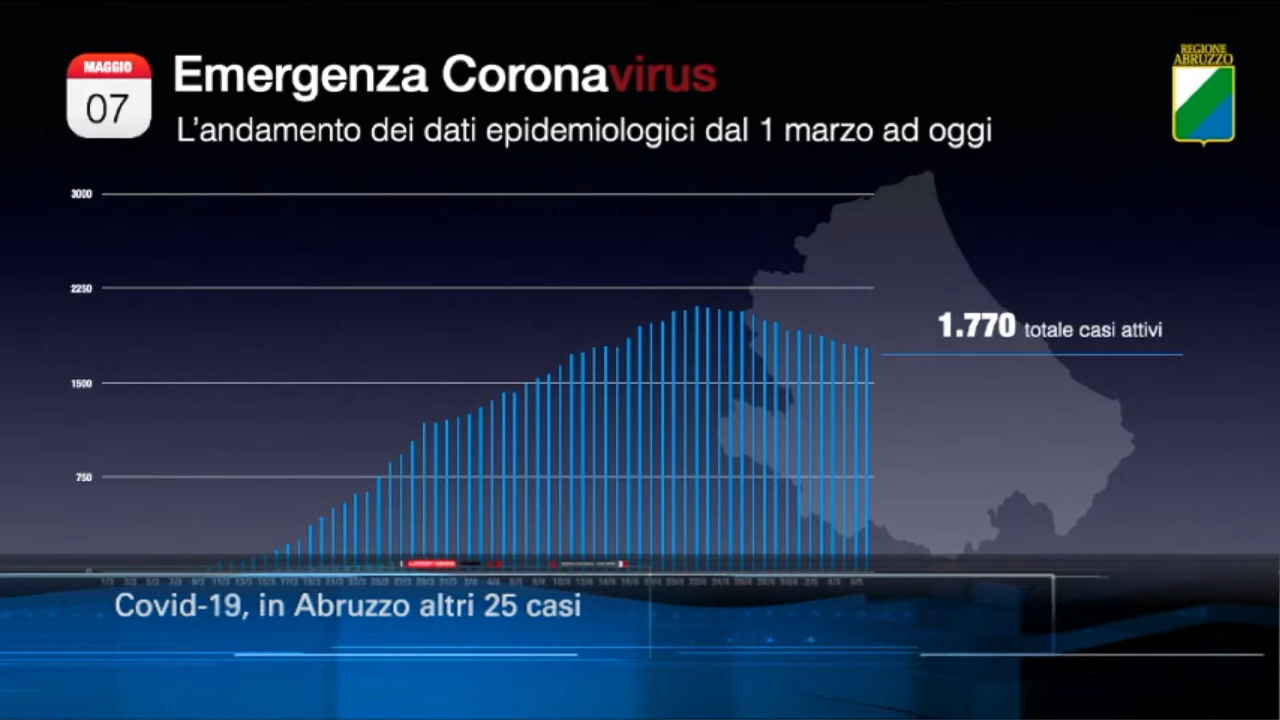 MAGGIO
07
Emergenza Coronavirus
L'andamento dei dati epidemiologici dal 1 marzo ad oggi
REGIONE
ABRUZZO
3000
2250
1500
750
0
1.770 totale casi attivi
Covid-19, in Abruzzo altri 25 casi